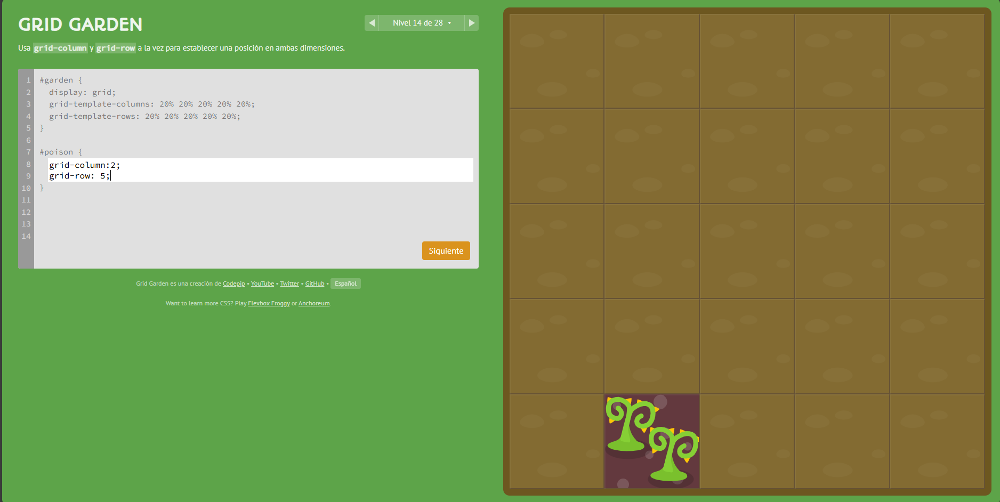 GRID GARDEN
Nivel 14 de 28
Usa grid-column y grid-row a la vez para establecer una posición en ambas dimensiones.
1 #garden {
2 display: grid;
3 grid-template-columns: 20% 20% 20% 20% 20%;
4 grid-template-rows: 20% 20% 20% 20% 20%;
5 }
6
7 #poison {
8 grid-column:2;
9 grid-row: 5;
10 }
11
12
13
14
Siguiente
Grid Garden es una creación de Codepip • YouTube • Twitter • GitHub • Español
Want to learn more CSS? Play Flexbox Froggy or Anchoreum.